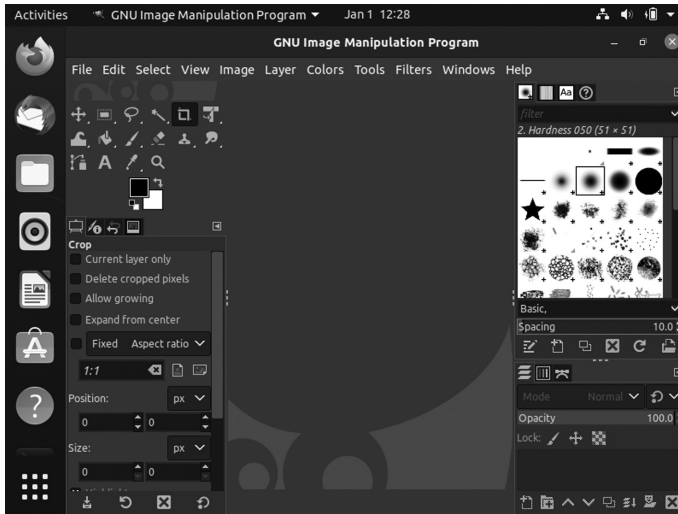 Activities GNU Image Manipulation Program Jan 1 12:28
GNU Image Manipulation Program
File Edit Select View Image Layer Colors Tools Filters Windows Help
Aa
filter
2. Hardness 050 (51 × 51)
A
Crop
Current layer only
Delete cropped pixels
Allow growing
Expand from center
Fixed Aspect ratio
1:1
Position: px
0 0
Size: px
0 0
Basic,
Spacing 10.0
Mode Normal
Opacity 100.0
Lock: